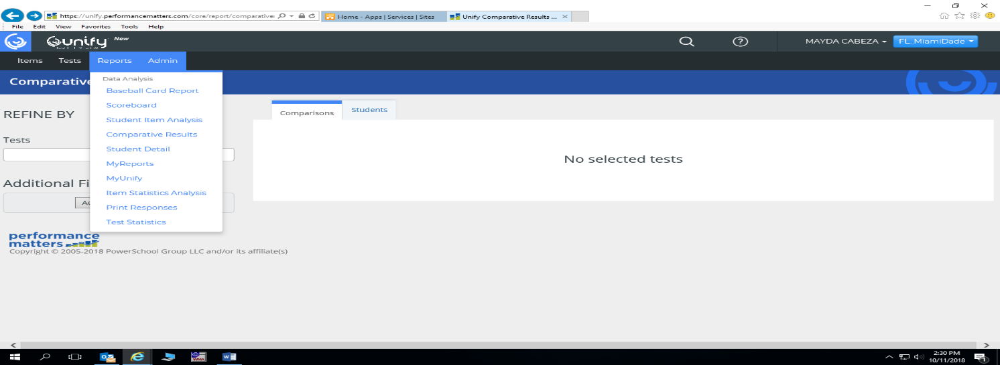 https://unify.performancematters.com/core/report/comparative
Home - Apps | Services | Sites
Unify Comparative Results ...
File Edit View Favorites Tools Help
unify New
MAYDA CABEZA
FL_MiamiDade
Items Tests Reports Admin
Comparative
Data Analysis
Baseball Card Report
Scoreboard
Student Item Analysis
Comparative Results
Student Detail
MyReports
MyUnify
Item Statistics Analysis
Print Responses
Test Statistics
REFINE BY
Tests
Additional Fi
Comparisons Students
No selected tests
performance
matters
Copyright © 2005-2018 PowerSchool Group LLC and/or its affiliate(s)
2:30 PM
10/11/2018